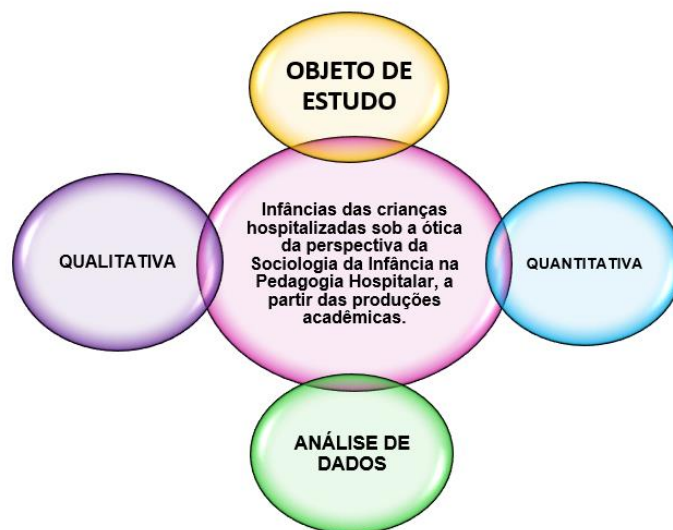 OBJETO DE
ESTUDO
QUALITATIVA
Infâncias das crianças
hospitalizadas sob a ótica
da perspectiva da
Sociologia da Infância na
Pedagogia Hospitalar, a
partir das produções
acadêmicas.
QUANTITATIVA
ANÁLISE DE
DADOS